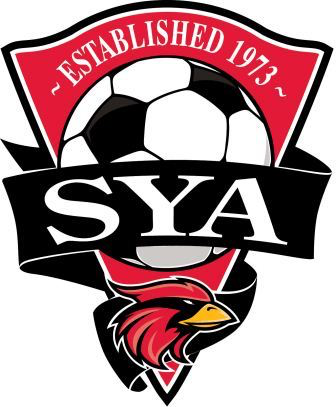 ~ ESTABLISHED 1973 ~
SYA